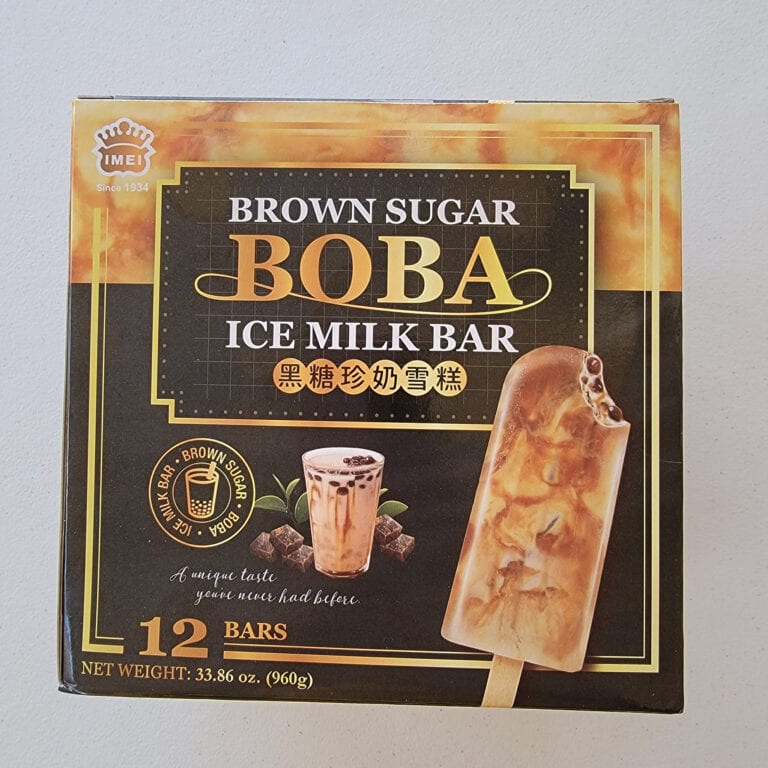 IMEI
Since 1934
BROWN SUGAR
BOBA
ICE MILK BAR
黑糖珍奶雪糕
BROWN SUGAR · BOBA · ICE MILK BAR ·
A unique taste
you've never had before.
12 BARS
NET WEIGHT: 33.86 oz. (960g)